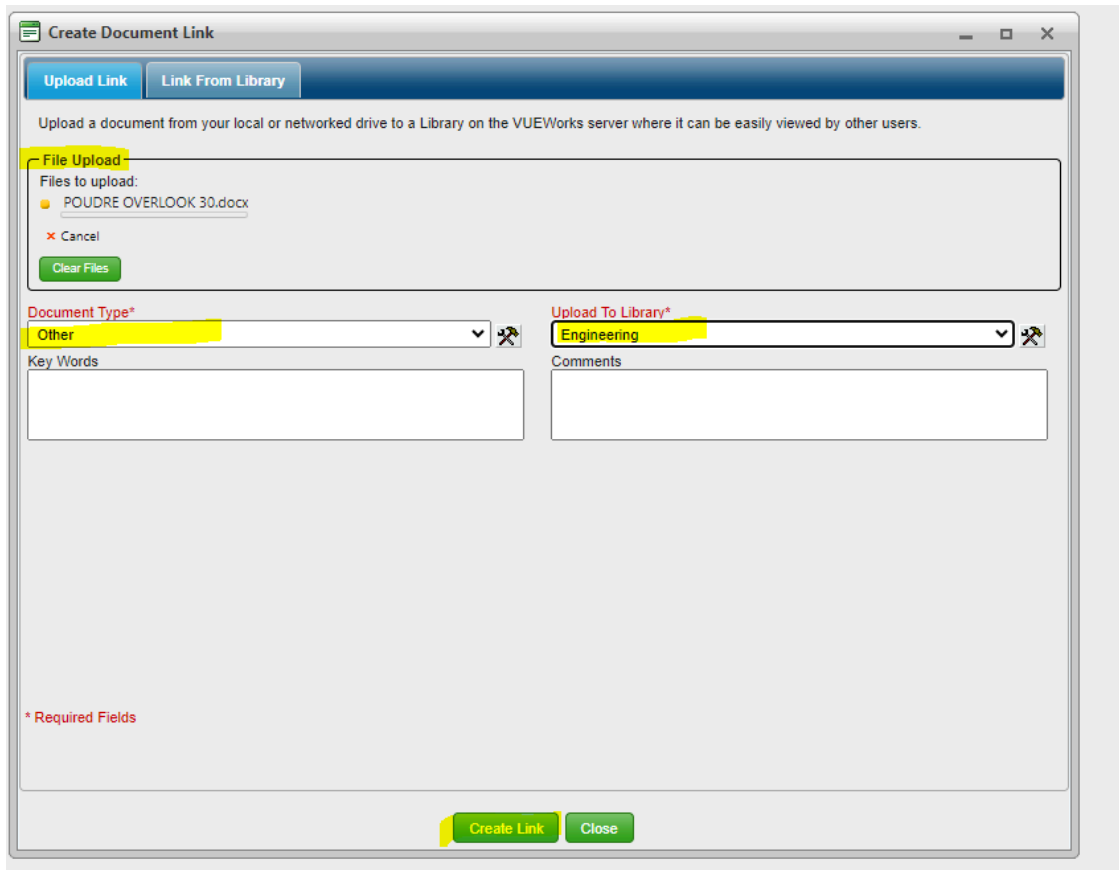 Create Document Link
Upload Link Link From Library
Upload a document from your local or networked drive to a Library on the VUEWorks server where it can be easily viewed by other users.
File Upload
Files to upload:
POUDRE OVERLOOK 30.docx
Cancel
Clear Files
Document Type* Upload To Library*
Other Engineering
Key Words Comments
* Required Fields
Create Link Close